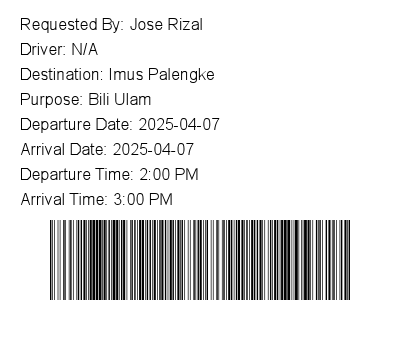 Requested By: Jose Rizal
Driver: N/A
Destination: Imus Palengke
Purpose: Bili Ulam
Departure Date: 2025-04-07
Arrival Date: 2025-04-07
Departure Time: 2:00 PM
Arrival Time: 3:00 PM